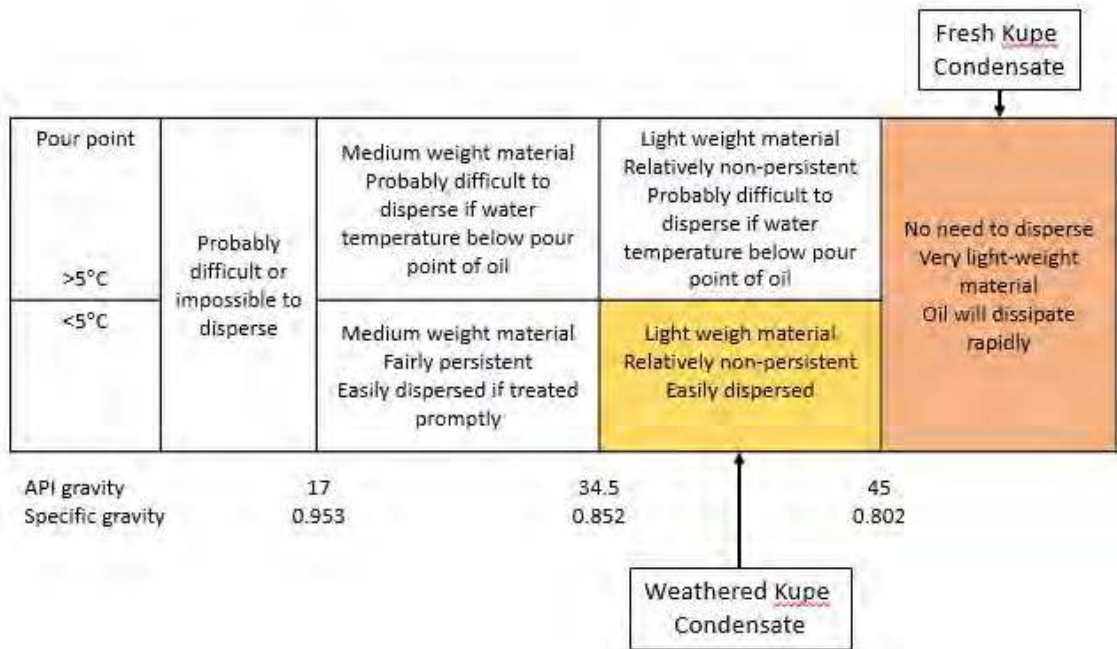 Fresh Kupe
Condensate
Pour point
>5°C
<5°C
Probably
difficult or
impossible to
disperse
Medium weight material
Probably difficult to
disperse if water
temperature below pour
point of oil
Light weight material
Relatively non-persistent
Probably difficult to
disperse if water
temperature below pour
point of oil
No need to disperse
Very light-weight
material
Oil will dissipate
rapidly
Medium weight material
Fairly persistent
Easily dispersed if treated
promptly
Light weigh material
Relatively non-persistent
Easily dispersed
API gravity 17 34.5 45
Specific gravity 0.953 0.852 0.802
Weathered Kupe
Condensate